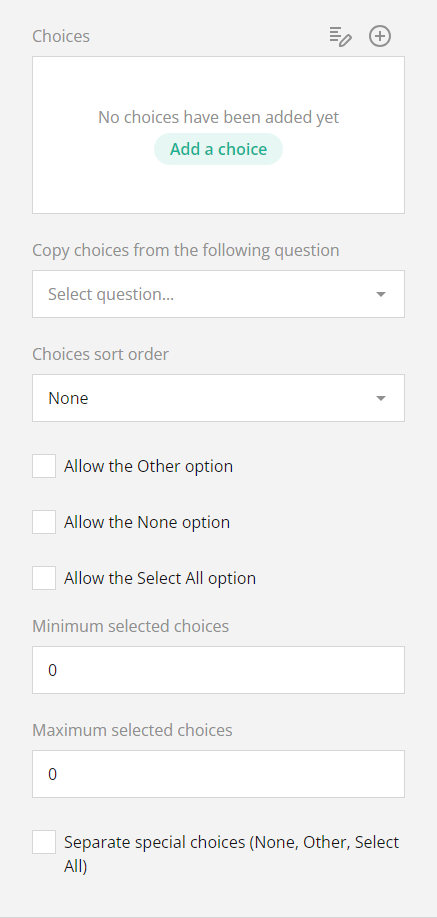 Choices
No choices have been added yet
Add a choice
Copy choices from the following question
Select question...
Choices sort order
None
Allow the Other option
Allow the None option
Allow the Select All option
Minimum selected choices
0
Maximum selected choices
0
Separate special choices (None, Other, Select
All)